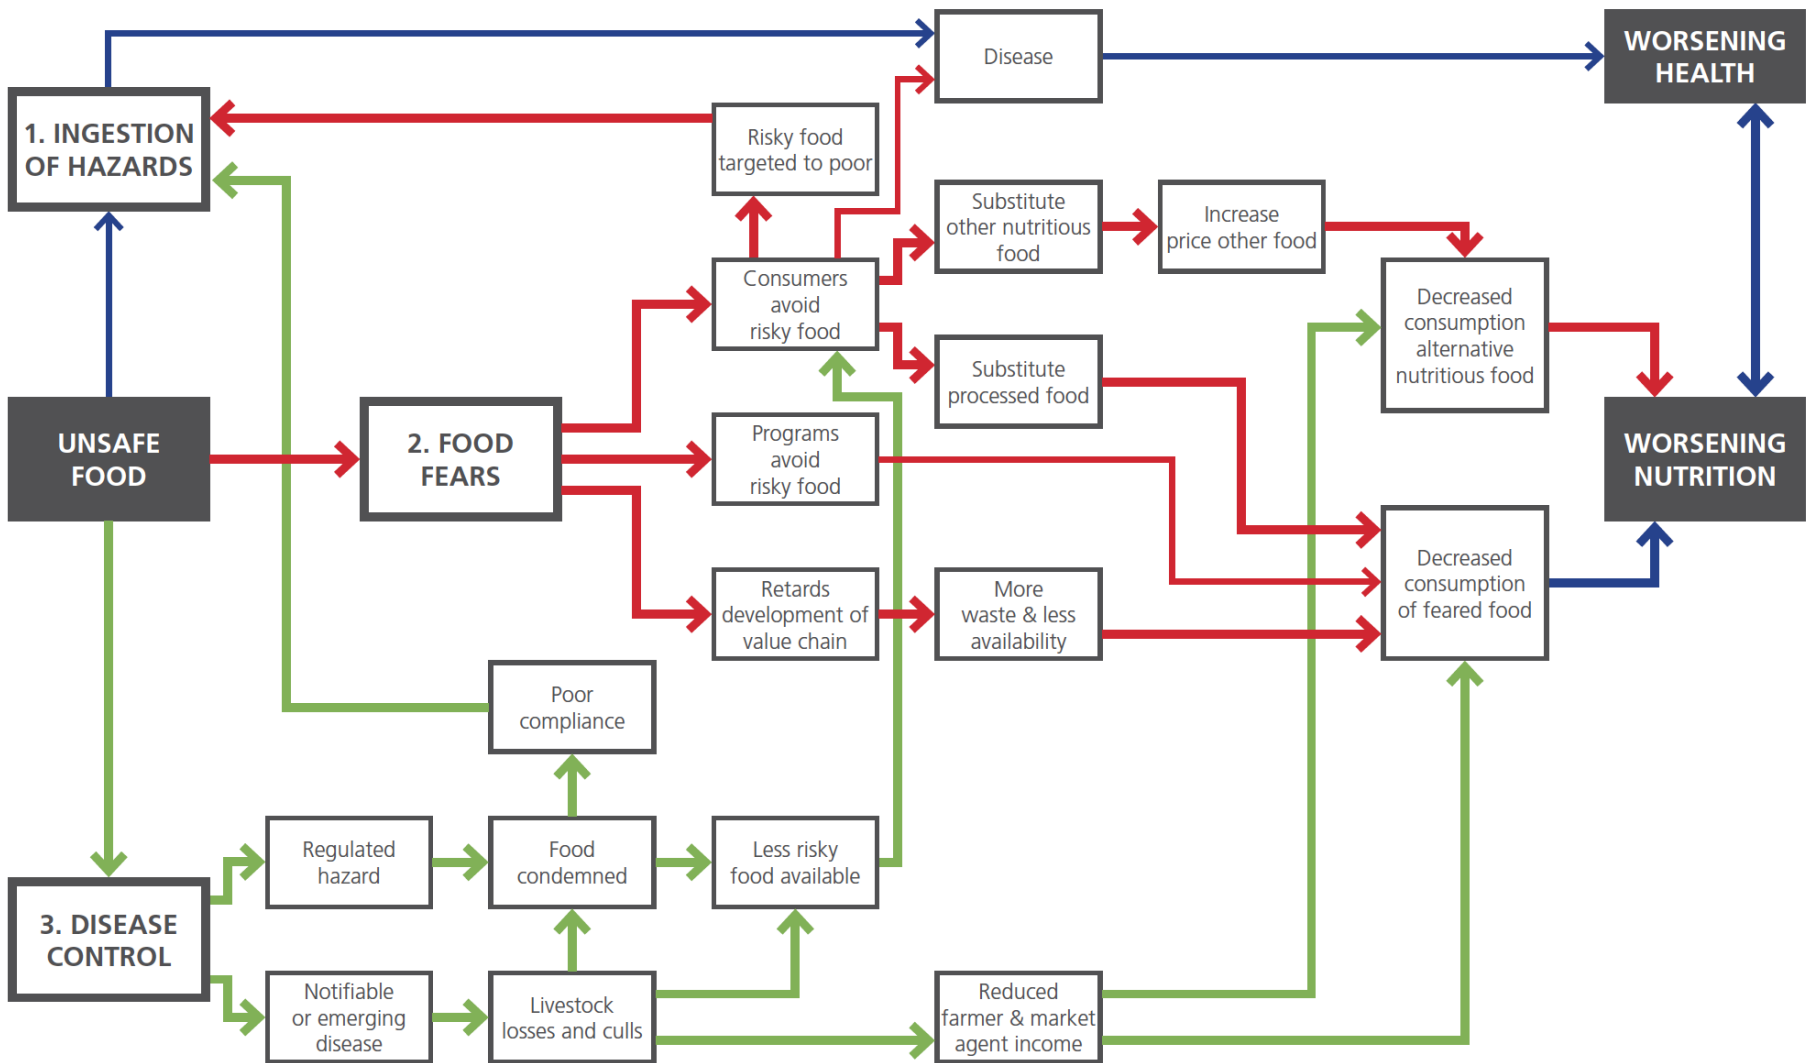 Disease
WORSENING
HEALTH
1. INGESTION
OF HAZARDS
Risky food
targeted to poor
Substitute
other nutritious
food
Increase
price other food
Consumers
avoid
risky food
Decreased
consumption
alternative
nutritious food
Substitute
processed food
UNSAFE
FOOD
2. FOOD
FEARS
Programs
avoid
risky food
WORSENING
NUTRITION
Decreased
consumption
of feared food
Retards
development of
value chain
More
waste & less
availability
Poor
compliance
Regulated
hazard
Food
condemned
Less risky
food available
3. DISEASE
CONTROL
Notifiable
or emerging
disease
Livestock
losses and culls
Reduced
farmer & market
agent income